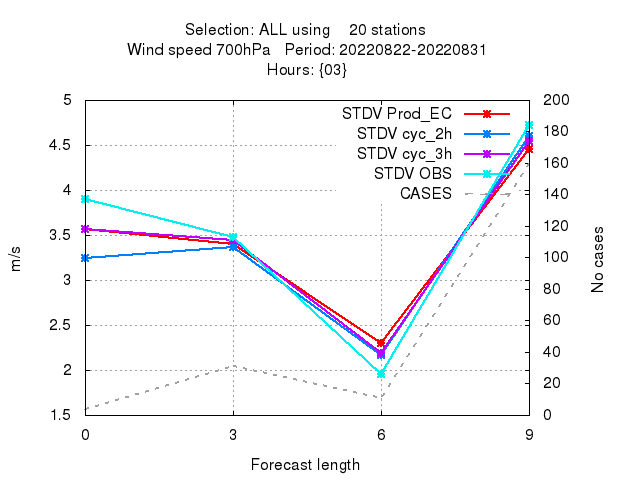 Selection: ALL using 20 stations
Wind speed 700hPa Period: 20220822-20220831
Hours: {03}
STDV Prod_EC
STDV cyc_2h
STDV cyc_3h
STDV OBS
CASES
5
4.5
4
3.5
3
2.5
2
1.5
m/s
200
180
160
140
120
100
80
60
40
20
0
No cases
0 3 6 9
Forecast length